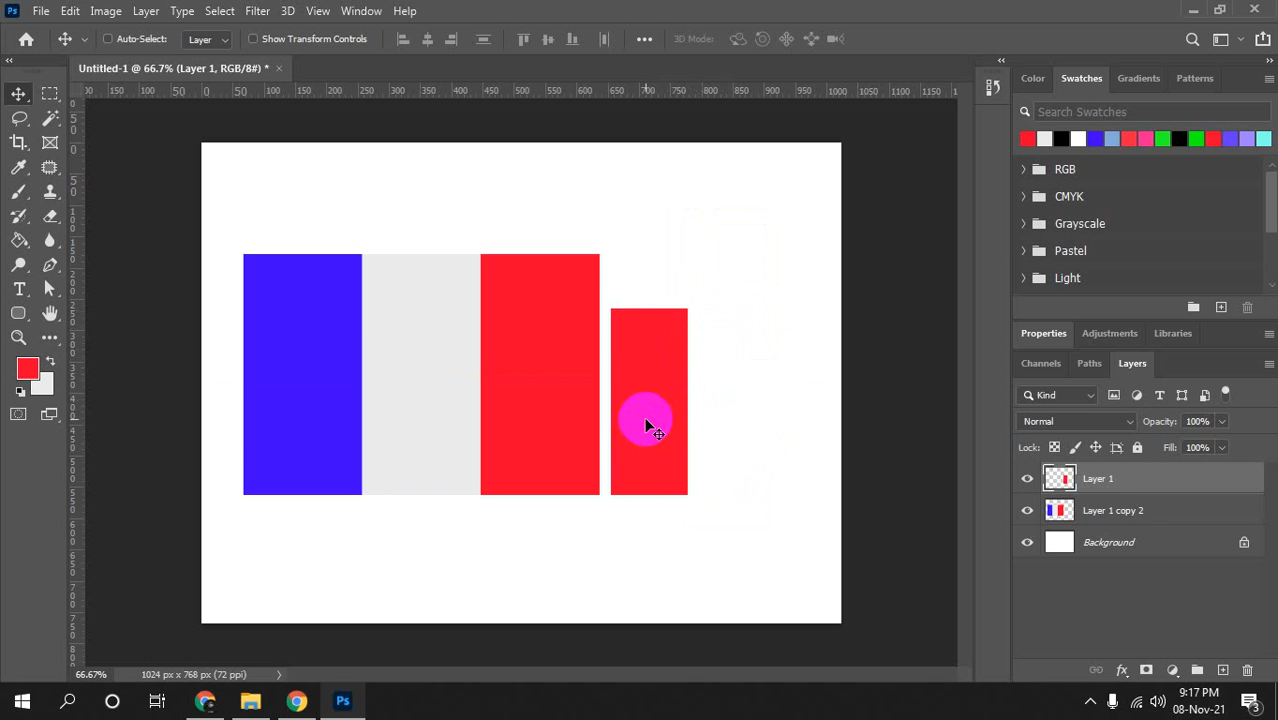 Ps File Edit Image Layer Type Select Filter 3D View Window Help
Auto-Select: Layer Show Transform Controls 3D Mode:
Untitled-1 @ 66.7% (Layer 1, RGB/8#) *
100 150 100 50 0 50 100 150 200 250 300 350 400 450 500 550 600 650 700 750 800 850 900 950 1000 1050 1100 1150
Color Swatches Gradients Patterns
Search Swatches
RGB
CMYK
Grayscale
Pastel
Light
Properties Adjustments Libraries
Channels Paths Layers
Kind
Normal Opacity: 100%
Lock: Fill: 100%
Layer 1
Layer 1 copy 2
Background
66.67% 1024 px x 768 px (72 ppi)
Ps
9:17 PM
08-Nov-21
3